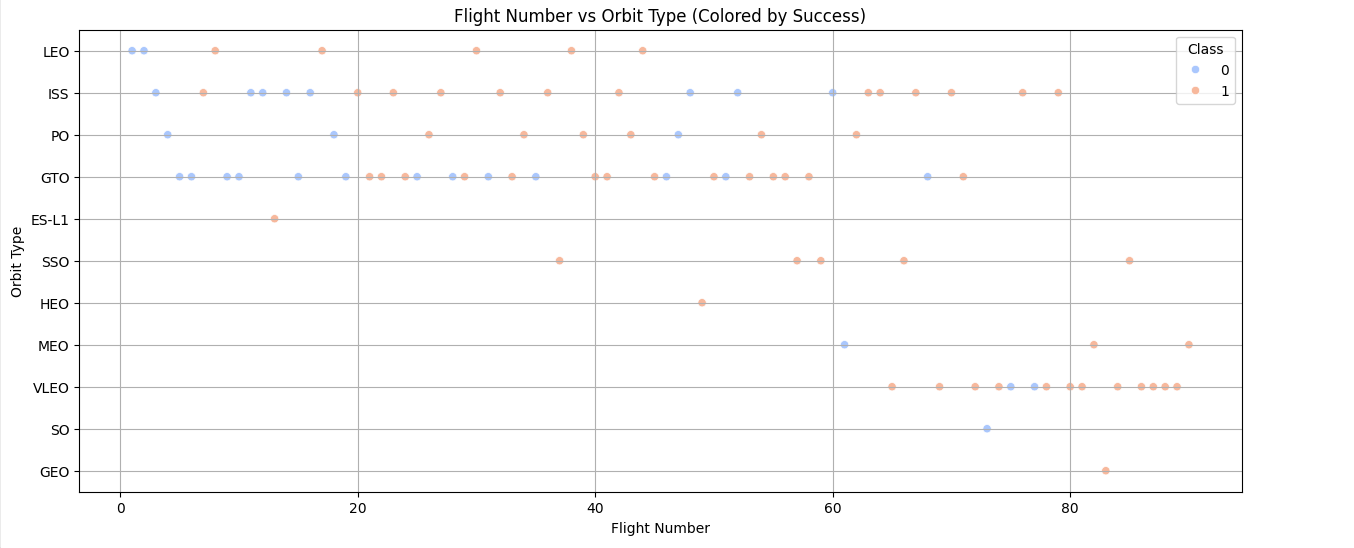 Flight Number vs Orbit Type (Colored by Success)
Class
0
1
Orbit Type
LEO
ISS
PO
GTO
ES-L1
SSO
HEO
MEO
VLEO
SO
GEO
0 20 40 60 80
Flight Number